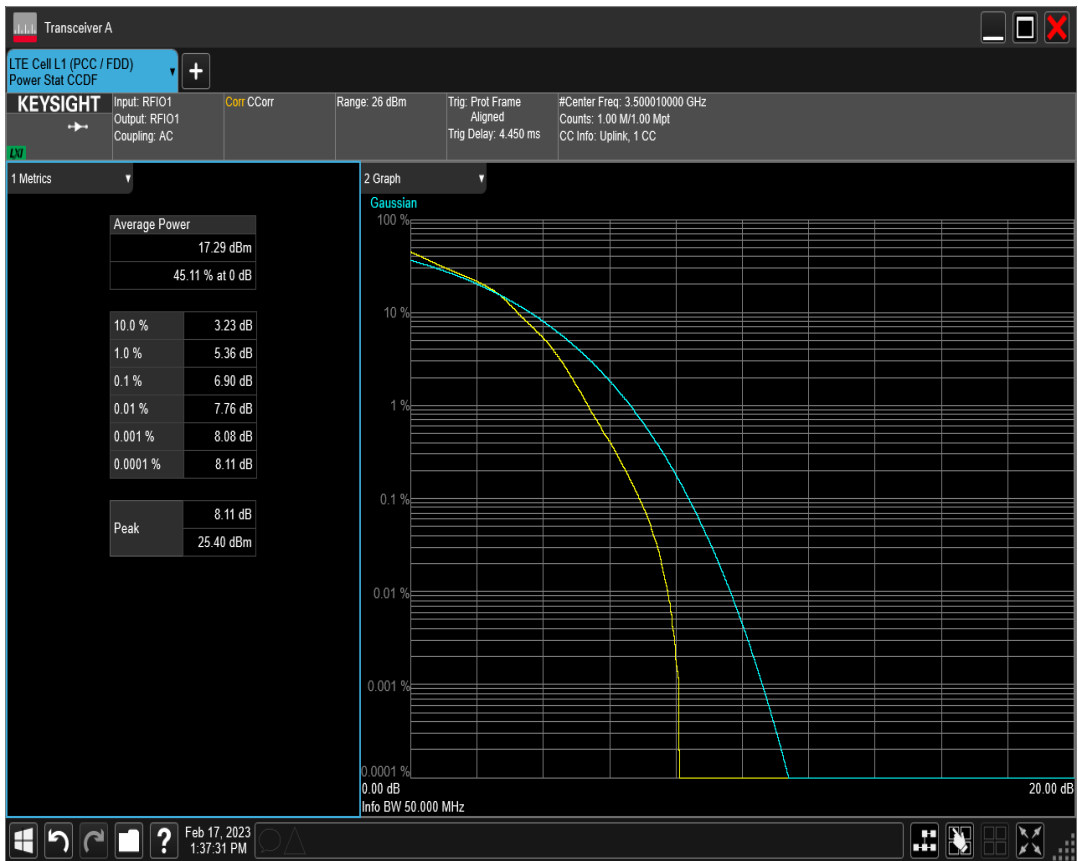 Transceiver A
LTE Cell L1 (PCC / FDD)
Power Stat CCDF
KEYSIGHT
LXI
Input: RFIO1
Output: RFIO1
Coupling: AC
Corr CCorr
Range: 26 dBm
Trig: Prot Frame
Aligned
Trig Delay: 4.450 ms
#Center Freq: 3.500010000 GHz
Counts: 1.00 M/1.00 Mpt
CC Info: Uplink, 1 CC
1 Metrics
Average Power
17.29 dBm
45.11 % at 0 dB
10.0 % 3.23 dB
1.0 % 5.36 dB
0.1 % 6.90 dB
0.01 % 7.76 dB
0.001 % 8.08 dB
0.0001 % 8.11 dB
Peak
8.11 dB
25.40 dBm
2 Graph
Gaussian
100 %
10 %
1 %
0.1 %
0.01 %
0.001 %
0.0001 %
0.00 dB 20.00 dB
Info BW 50.000 MHz
Feb 17, 2023
1:37:31 PM